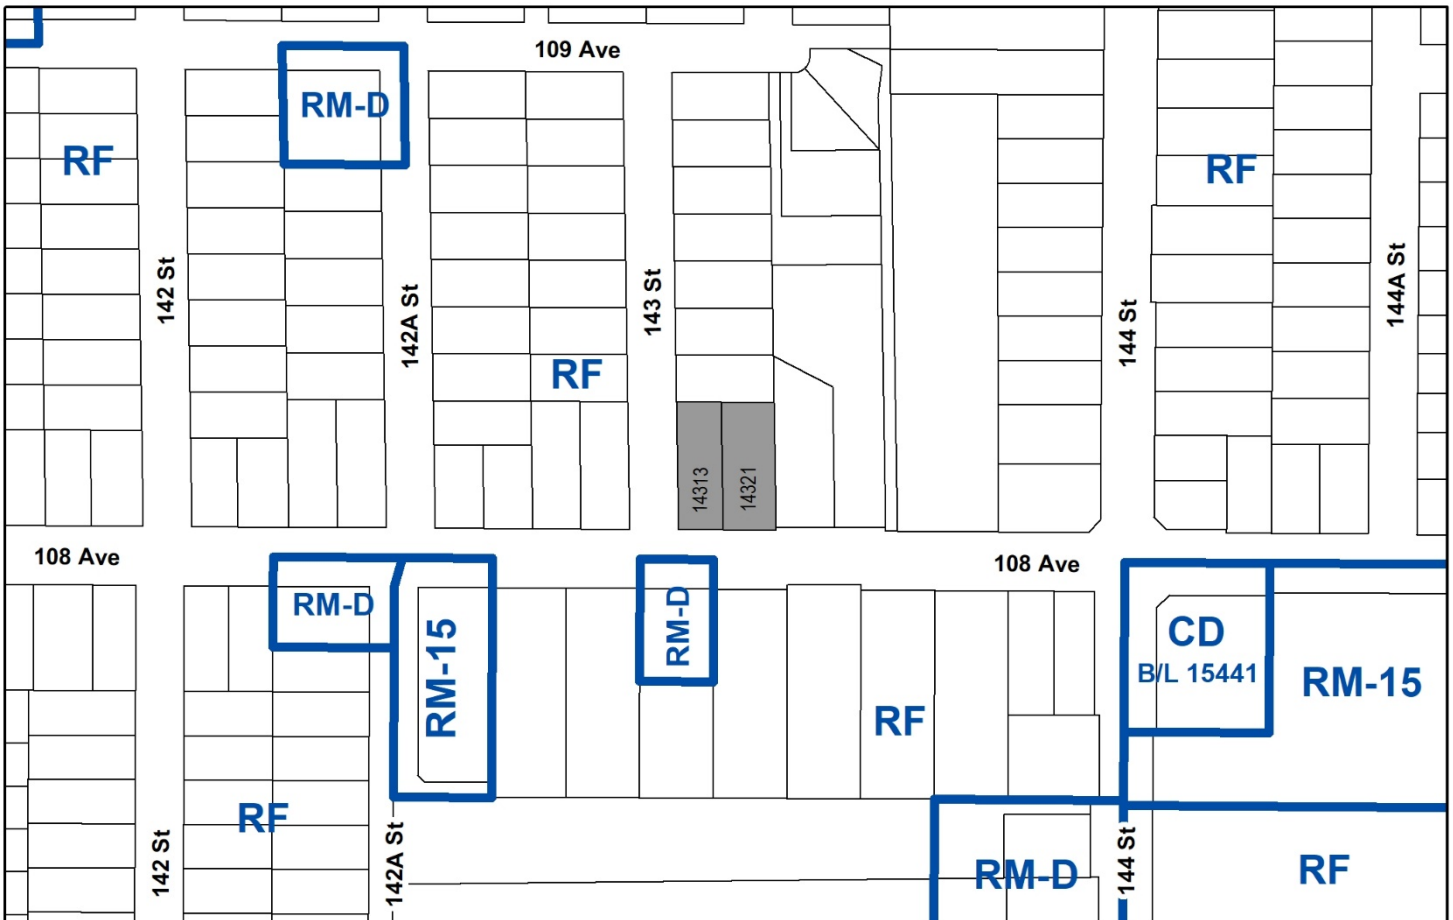 109 Ave
RM-D
RF
RF
142 St
142A St
143 St
144 St
144A St
RF
14313
14321
108 Ave
108 Ave
RM-D
RM-15
RM-D
CD
B/L 15441
RM-15
RF
RF
142 St
142A St
144 St
RM-D
RF